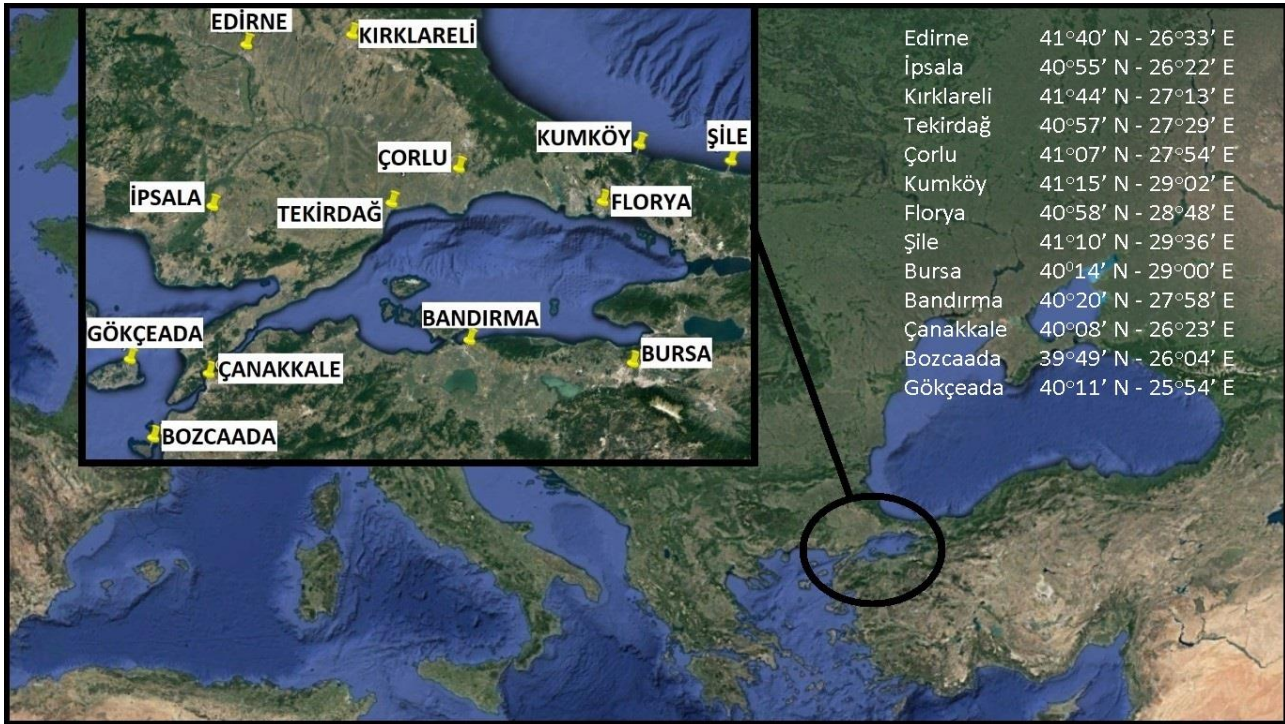 EDİRNE
KIRKLARELİ
KUMKÖY
ŞİLE
ÇORLU
İPSALA
TEKİRDAĞ
FLORYA
GÖKÇEADA
BANDIRMA
BURSA
ÇANAKKALE
BOZCAADA
Edirne 41°40' N - 26°33' E
İpsala 40°55' N - 26°22' E
Kırklareli 41°44' N - 27°13' E
Tekirdağ 40°57' N - 27°29' E
Çorlu 41°07' N - 27°54' E
Kumköy 41°15' N - 29°02' E
Florya 40°58' N - 28°48' E
Şile 41°10' N - 29°36' E
Bursa 40⁰14' N - 29°00' E
Bandırma 40°20' N - 27°58' E
Çanakkale 40°08' N - 26°23' E
Bozcaada 39°49' N - 26°04' E
Gökçeada 40°11' N - 25°54' E